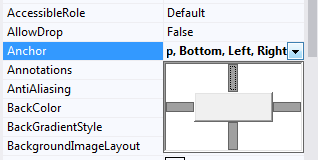 AccessibleRole Default
AllowDrop False
Anchor p, Bottom, Left, Right
Annotations
AntiAliasing
BackColor
BackGradientStyle
BackgroundImageLayout